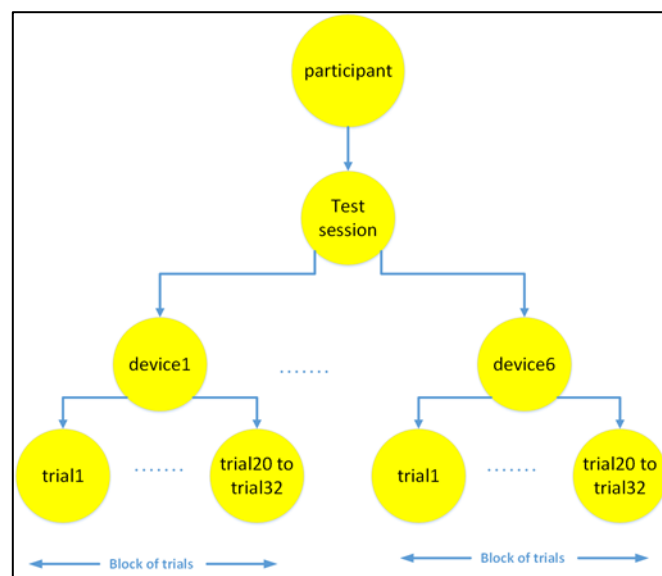 participant
Test
session
device1
.......
device6
trial1
.......
trial20 to
trial32
trial1
.......
trial20 to
trial32
Block of trials
Block of trials